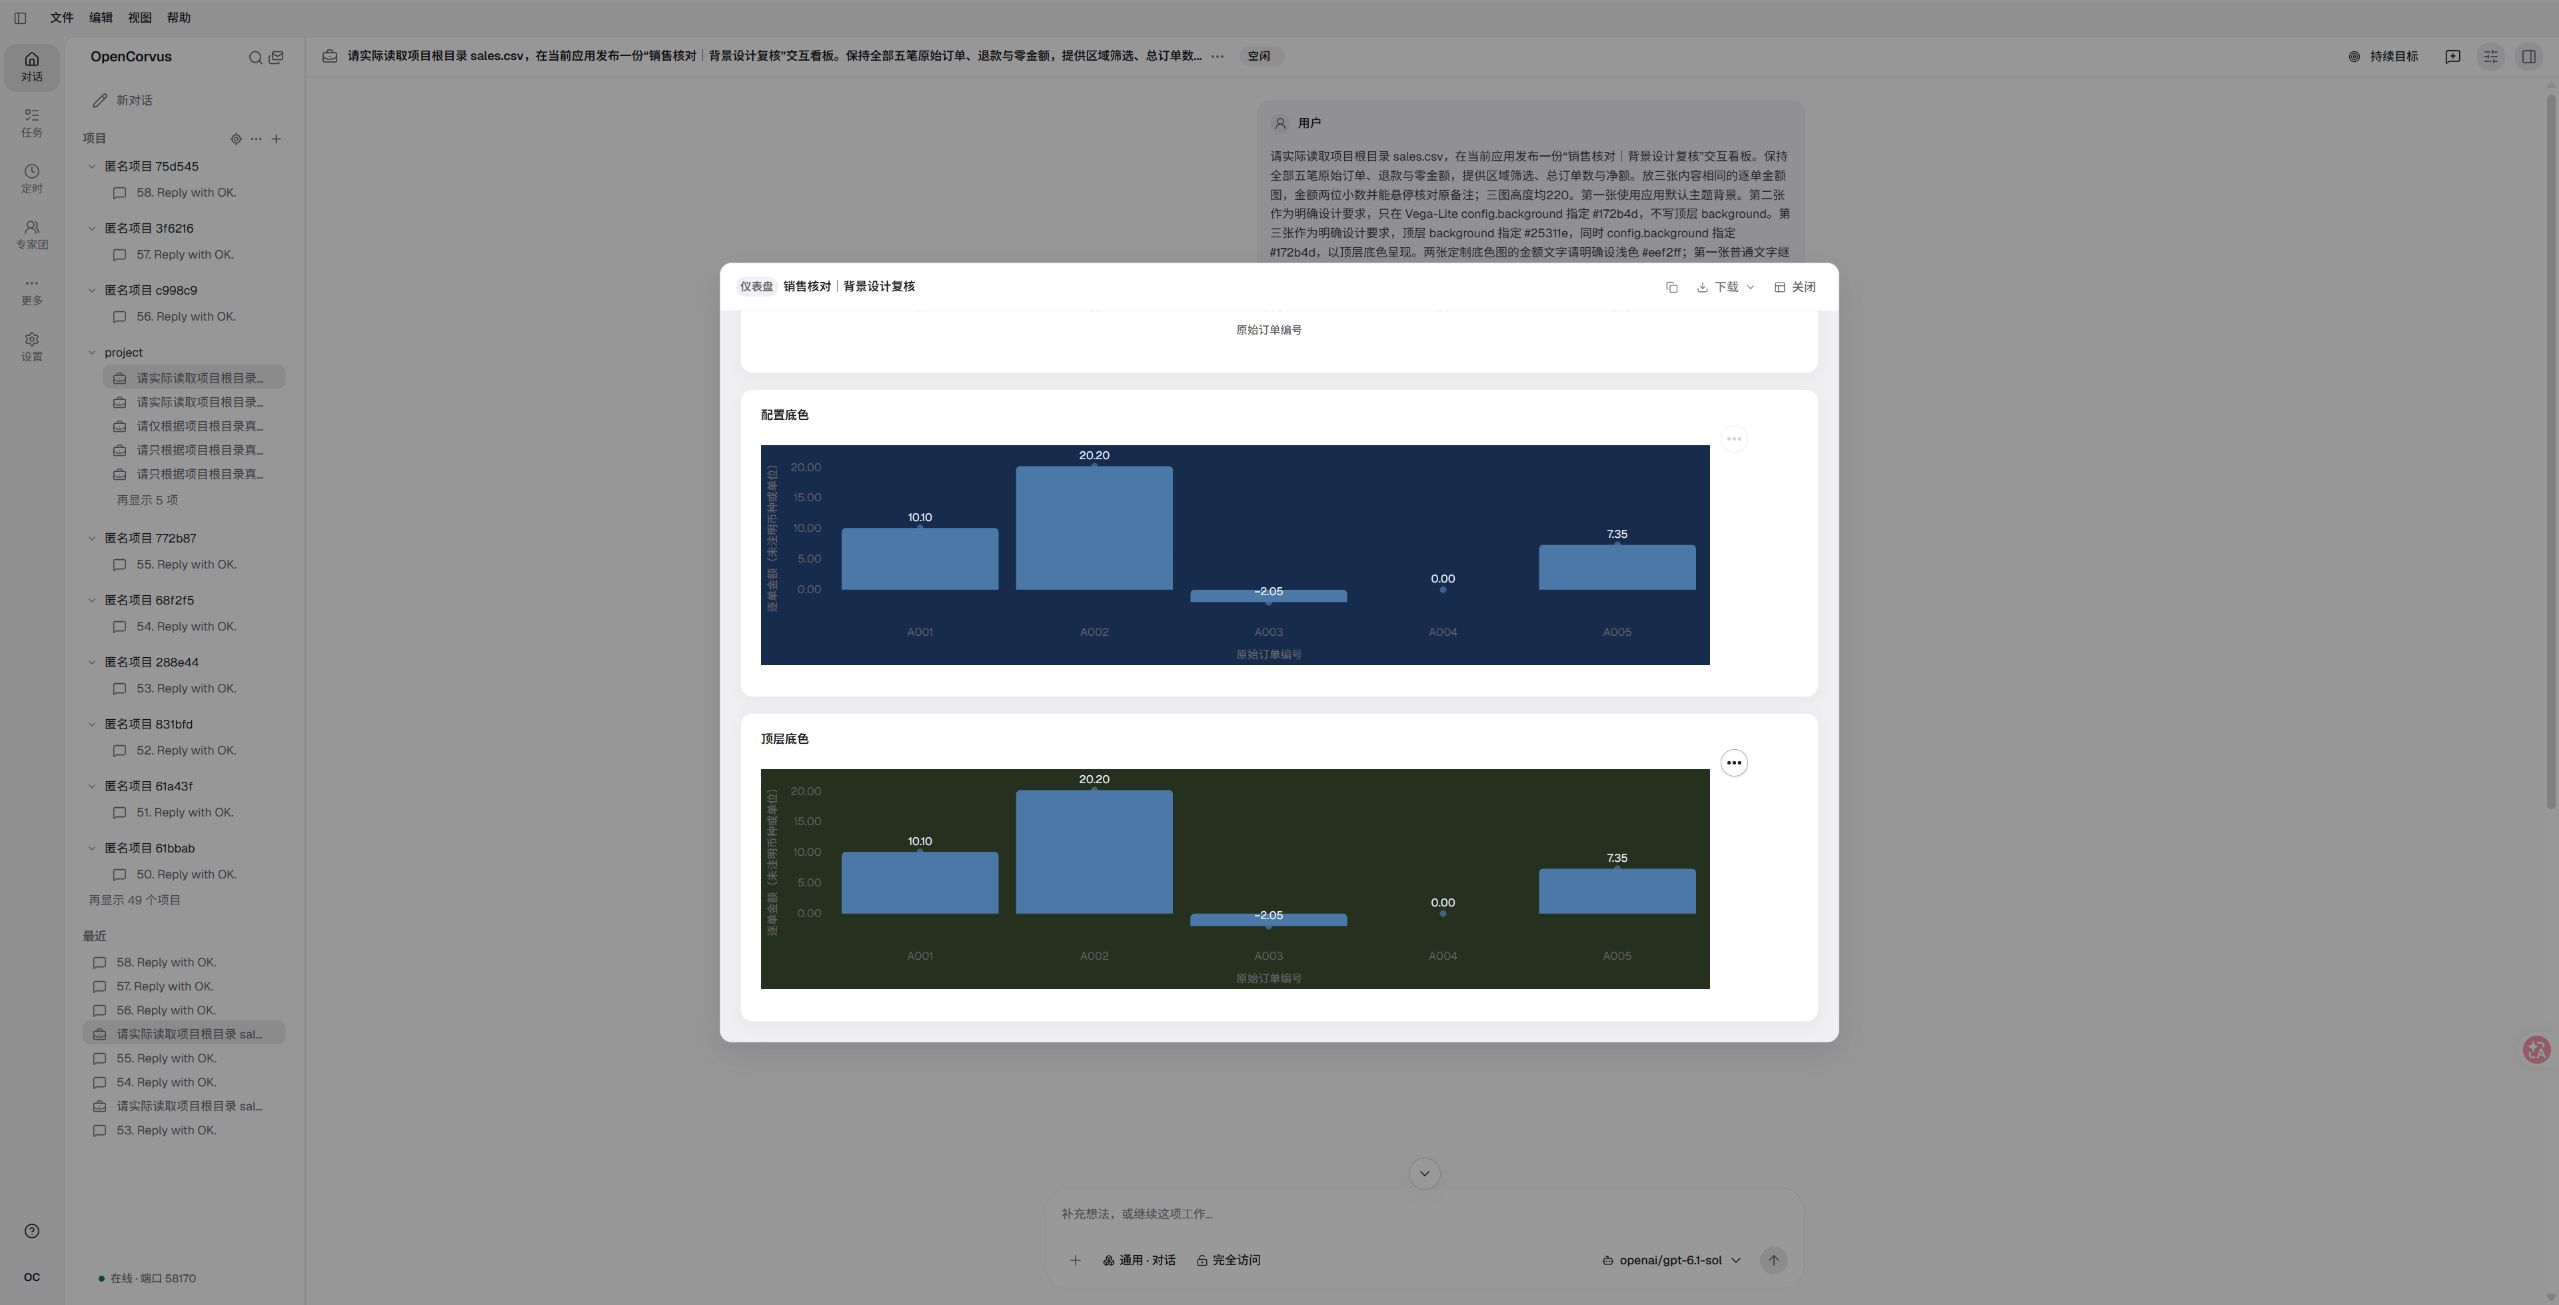 文件 编辑 视图 帮助
对话
任务
定时
专家团
更多
设置
OC
OpenCorvus
新对话
项目
匿名项目 75d545
58. Reply with OK.
匿名项目 3f6216
57. Reply with OK.
匿名项目 c998c9
56. Reply with OK.
project
请实际读取项目根目录...
请实际读取项目根目录...
请仅根据项目根目录真...
请只根据项目根目录真...
请只根据项目根目录真...
再显示 5 项
匿名项目 772b87
55. Reply with OK.
匿名项目 68f2f5
54. Reply with OK.
匿名项目 288e44
53. Reply with OK.
匿名项目 831bfd
52. Reply with OK.
匿名项目 61a43f
51. Reply with OK.
匿名项目 61bbab
50. Reply with OK.
再显示 49 个项目
最近
58. Reply with OK.
57. Reply with OK.
56. Reply with OK.
请实际读取项目根目录 sal...
55. Reply with OK.
54. Reply with OK.
请实际读取项目根目录 sal...
53. Reply with OK.
在线 · 端口 58170
请实际读取项目根目录 sales.csv，在当前应用发布一份“销售核对｜背景设计复核”交互看板。保持全部五笔原始订单、退款与零金额，提供区域筛选、总订单数... ··· 空闲
持续目标
用户
请实际读取项目根目录 sales.csv，在当前应用发布一份“销售核对｜背景设计复核”交互看板。保持
全部五笔原始订单、退款与零金额，提供区域筛选、总订单数与净额。放三张内容相同的逐单金额
图，金额两位小数并能悬停核对原备注；三图高度均220。第一张使用应用默认主题背景。第二张
作为明确设计要求，只在 Vega-Lite config.background 指定 #172b4d，不写顶层 background。第
三张作为明确设计要求，顶层 background 指定 #25311e，同时 config.background 指定
#172b4d，以顶层底色呈现。两张定制底色图的金额文字请明确设浅色 #eef2ff；第一张普通文字继
仪表盘 销售核对｜背景设计复核
下载 关闭
原始订单编号
配置底色
逐单金额（未注明币种或单位）
20.00
15.00
10.00
5.00
0.00
10.10
20.20
−2.05
0.00
7.35
A001 A002 A003 A004 A005
原始订单编号
顶层底色
逐单金额（未注明币种或单位）
20.00
15.00
10.00
5.00
0.00
10.10
20.20
−2.05
0.00
7.35
A001 A002 A003 A004 A005
原始订单编号
补充想法，或继续这项工作...
通用 · 对话 完全访问 openai/gpt-6.1-sol